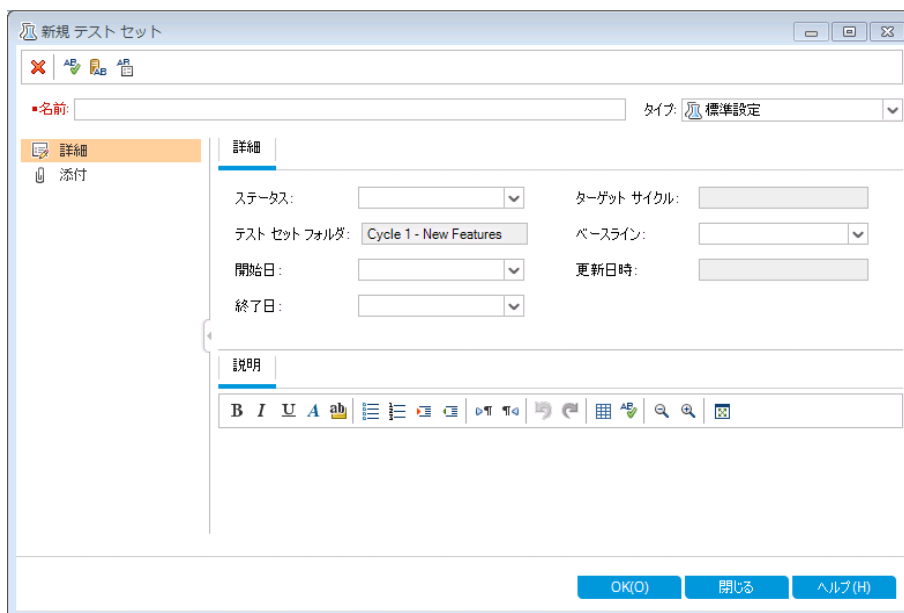 新規 テスト セット
名前: タイプ: 標準設定
詳細
添付
詳細
ステータス: ターゲット サイクル:
テスト セット フォルダ: Cycle 1 - New Features ベースライン:
開始日: 更新日時:
終了日:
説明
B I U A ab
OK(O) 閉じる ヘルプ(H)